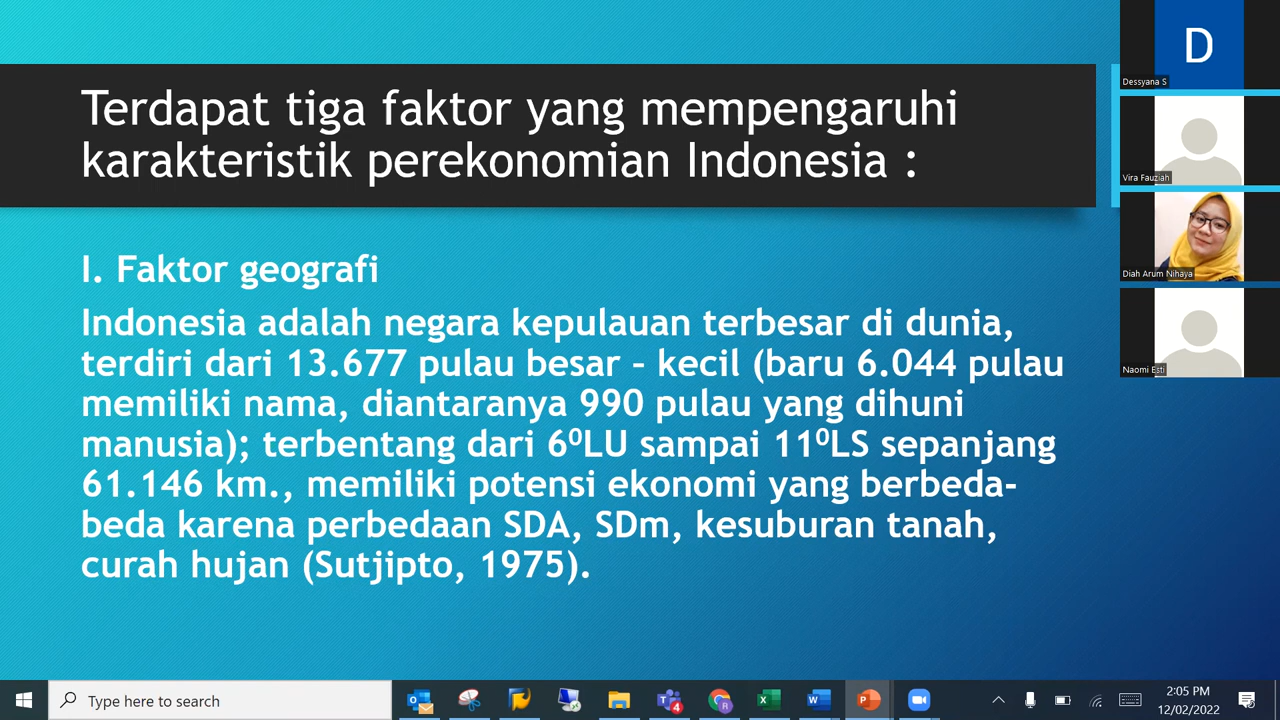 Terdapat tiga faktor yang mempengaruhi
karakteristik perekonomian Indonesia :
I. Faktor geografi
Indonesia adalah negara kepulauan terbesar di dunia,
terdiri dari 13.677 pulau besar – kecil (baru 6.044 pulau
memiliki nama, diantaranya 990 pulau yang dihuni
manusia); terbentang dari 6⁰LU sampai 11⁰LS sepanjang
61.146 km., memiliki potensi ekonomi yang berbeda-
beda karena perbedaan SDA, SDm, kesuburan tanah,
curah hujan (Sutjipto, 1975).
D
Dessyana S
Vira Fauziah
Diah Arum Nihaya
Naomi Esti
Type here to search
4
R
2:05 PM
12/02/2022